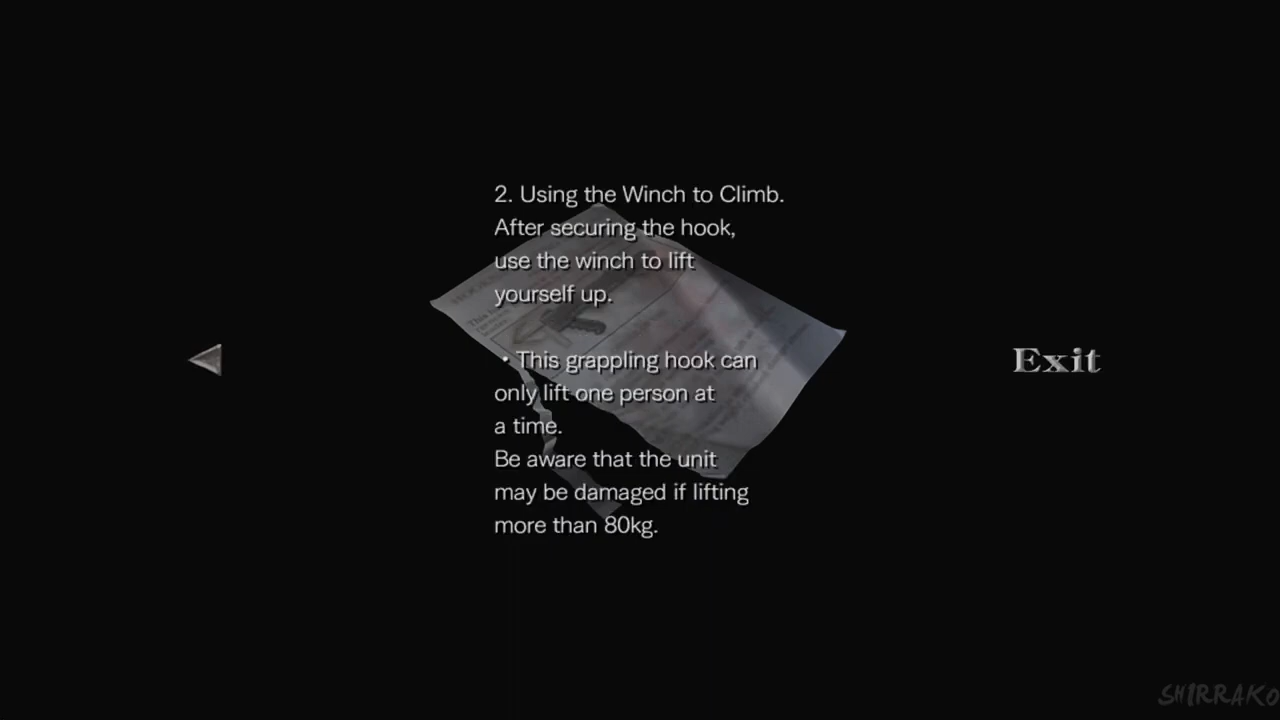 2. Using the Winch to Climb.
After securing the hook,
use the winch to lift
yourself up.
・This grappling hook can
only lift one person at
a time.
Be aware that the unit
may be damaged if lifting
more than 80kg.
Exit
SHIRRAKO